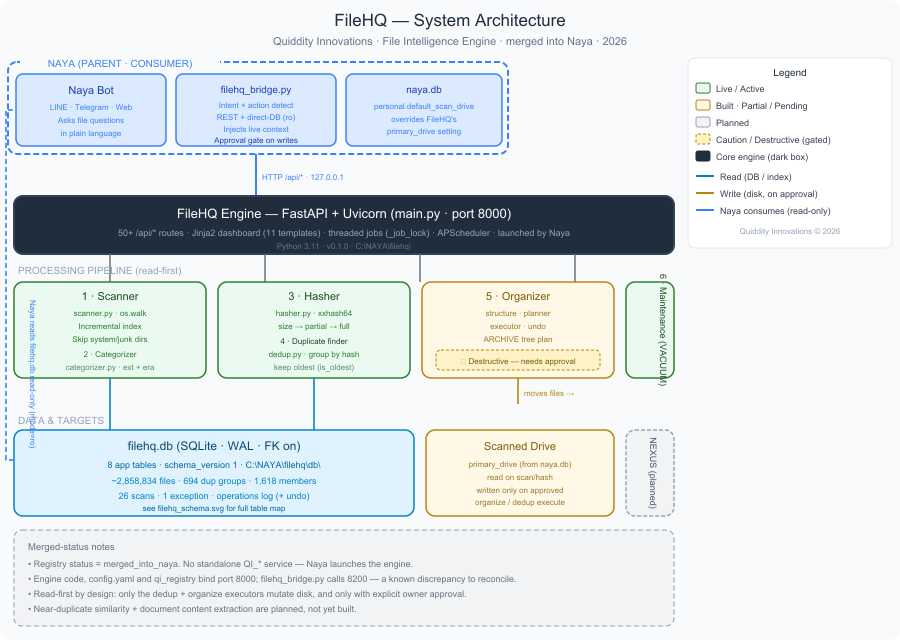 FileHQ — System Architecture
Quiddity Innovations · File Intelligence Engine · merged into Naya · 2026
NAYA (PARENT · CONSUMER)
Naya Bot
LINE · Telegram · Web
Asks file questions
in plain language
filehq_bridge.py
Intent + action detect
REST + direct-DB (ro)
Injects live context
Approval gate on writes
naya.db
personal.default_scan_drive
overrides FileHQ's
primary_drive setting
Legend
Live / Active
Built · Partial / Pending
Planned
Caution / Destructive (gated)
Core engine (dark box)
Read (DB / index)
Write (disk, on approval)
Naya consumes (read-only)
Quiddity Innovations © 2026
HTTP /api/* · 127.0.0.1
FileHQ Engine — FastAPI + Uvicorn (main.py · port 8000)
50+ /api/* routes · Jinja2 dashboard (11 templates) · threaded jobs (_job_lock) · APScheduler · launched by Naya
Python 3.11 · v0.1.0 · C:\NAYA\filehq\
PROCESSING PIPELINE (read-first)
1 · Scanner
scanner.py · os.walk
Incremental index
Skip system/junk dirs
2 · Categorizer
categorizer.py · ext + era
3 · Hasher
hasher.py · xxhash64
size → partial → full
4 · Duplicate finder
dedup.py · group by hash
keep oldest (is_oldest)
5 · Organizer
structure · planner
executor · undo
ARCHIVE tree plan
Destructive — needs approval
6 · Maintenance (VACUUM)
moves files →
DATA & TARGETS
filehq.db (SQLite · WAL · FK on)
8 app tables · schema_version 1 · C:\NAYA\filehq\db\
~2,858,834 files · 694 dup groups · 1,618 members
26 scans · 1 exception · operations log (+ undo)
see filehq_schema.svg for full table map
Scanned Drive
primary_drive (from naya.db)
read on scan/hash
written only on approved
organize / dedup execute
NEXUS (planned)
Merged-status notes
• Registry status = merged_into_naya. No standalone QI_* service — Naya launches the engine.
• Engine code, config.yaml and qi_registry bind port 8000; filehq_bridge.py calls 8200 — a known discrepancy to reconcile.
• Read-first by design: only the dedup + organize executors mutate disk, and only with explicit owner approval.
• Near-duplicate similarity + document content extraction are planned, not yet built.
Naya reads filehq.db read-only